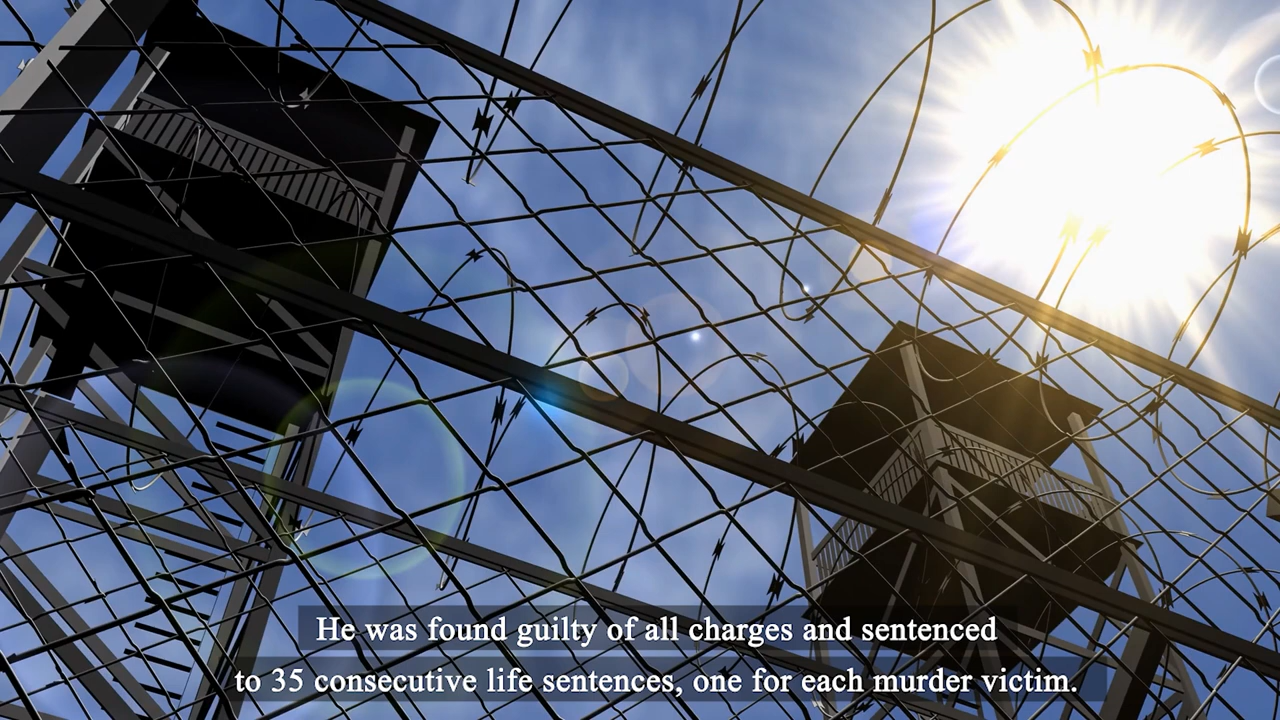 He was found guilty of all charges and sentenced
to 35 consecutive life sentences, one for each murder victim.